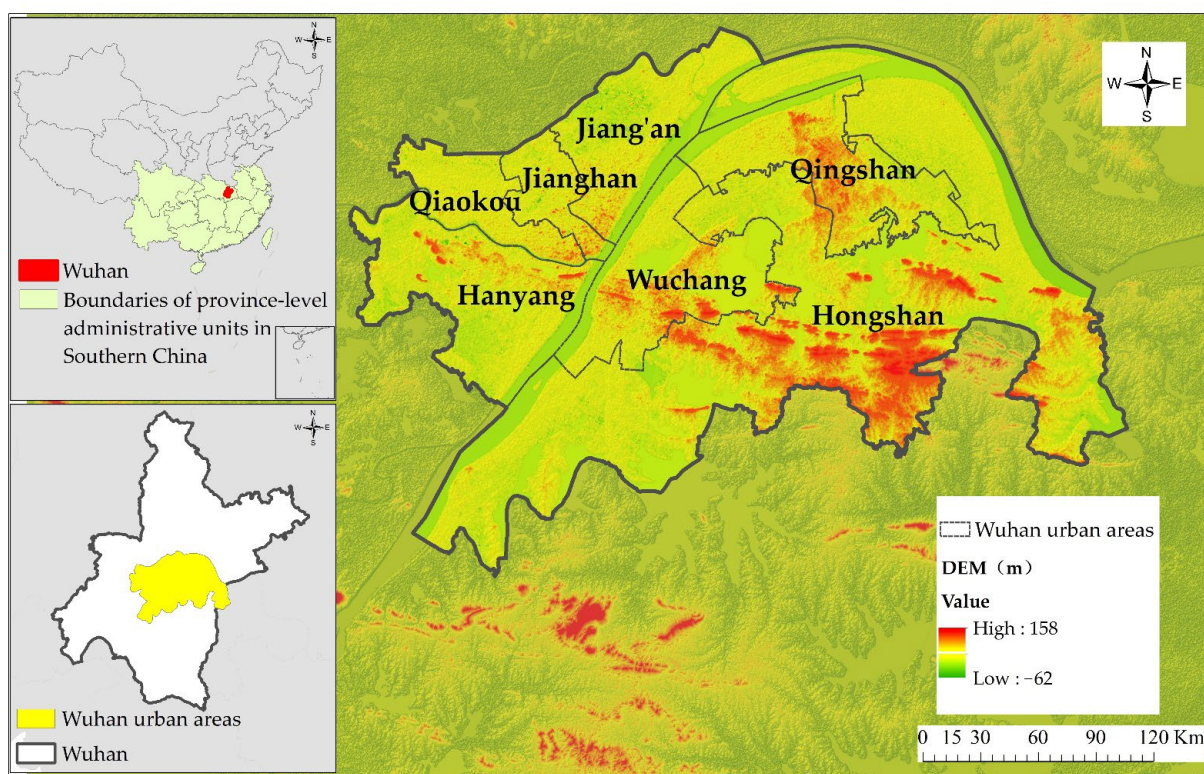 N
W E
S
Wuhan
Boundaries of province-level
administrative units in
Southern China
N
W E
S
Wuhan urban areas
Wuhan
N
W E
S
Jiang'an
Jianghan
Qiaokou
Qingshan
Wuchang
Hanyang
Hongshan
Wuhan urban areas
DEM（m）
Value
High : 158
Low : −62
0 15 30 60 90 120 Km